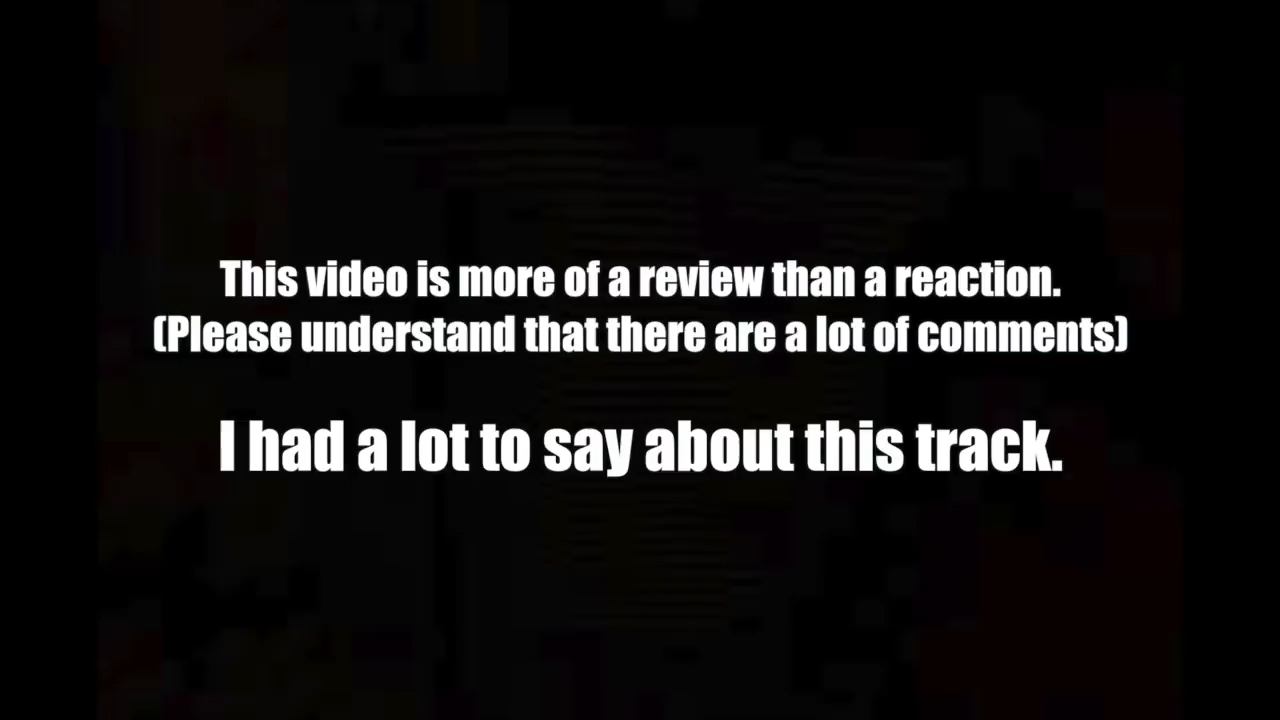 This video is more of a review than a reaction.
(Please understand that there are a lot of comments)
I had a lot to say about this track.